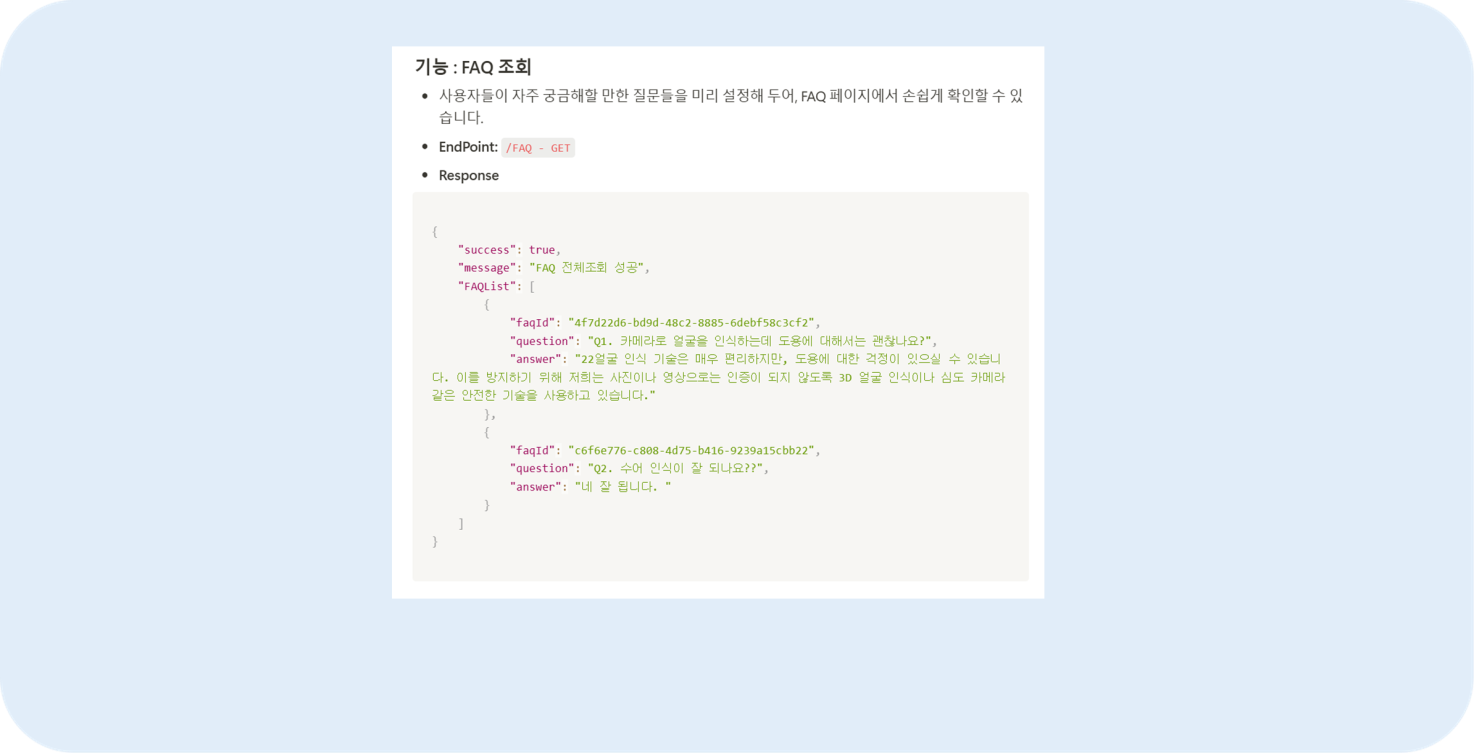 기능 : FAQ 조회
• 사용자들이 자주 궁금해할 만한 질문들을 미리 설정해 두어, FAQ 페이지에서 손쉽게 확인할 수 있
습니다.
• EndPoint: /FAQ - GET
• Response
{
"success": true,
"message": "FAQ 전체조회 성공",
"FAQList": [
{
"faqId": "4f7d22d6-bd9d-48c2-8885-6debf58c3cf2",
"question": "Q1. 카메라로 얼굴을 인식하는데 도용에 대해서는 괜찮나요?",
"answer": "22얼굴 인식 기술은 매우 편리하지만, 도용에 대한 걱정이 있으실 수 있습니
다. 이를 방지하기 위해 저희는 사진이나 영상으로는 인증이 되지 않도록 3D 얼굴 인식이나 심도 카메라
같은 안전한 기술을 사용하고 있습니다."
},
{
"faqId": "c6f6e776-c808-4d75-b416-9239a15cbb22",
"question": "Q2. 수어 인식이 잘 되나요??",
"answer": "네 잘 됩니다. "
}
]
}